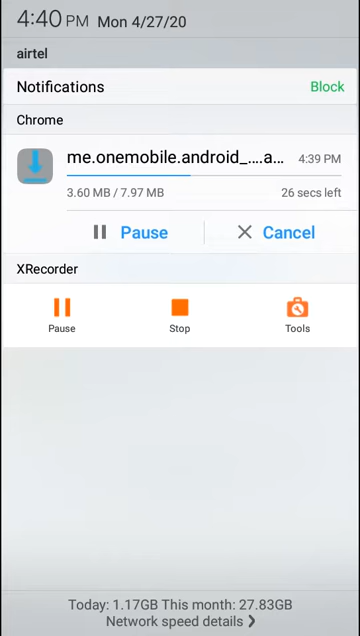 4:40 PM Mon 4/27/20
airtel
Notifications Block
Chrome
me.onemobile.android_....a... 4:39 PM
3.60 MB / 7.97 MB 26 secs left
Pause Cancel
XRecorder
Pause Stop Tools
Today: 1.17GB This month: 27.83GB
Network speed details